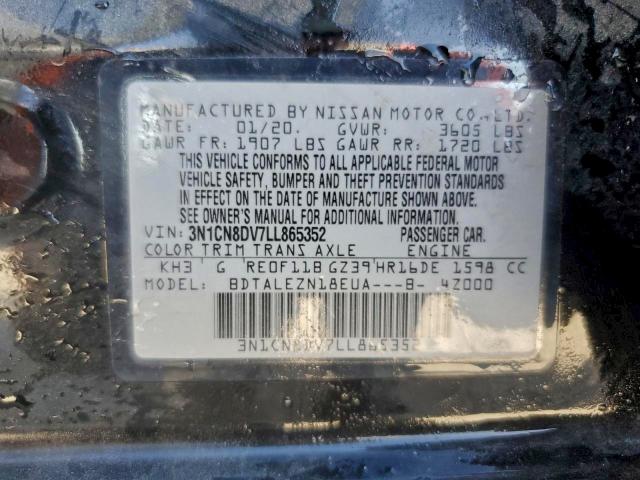 MANUFACTURED BY NISSAN MOTOR CO., LTD.
DATE: 01/20. GVWR: 3605 LBS
GAWR FR: 1907 LBS GAWR RR: 1720 LBS
THIS VEHICLE CONFORMS TO ALL APPLICABLE FEDERAL MOTOR
VEHICLE SAFETY, BUMPER AND THEFT PREVENTION STANDARDS
IN EFFECT ON THE DATE OF MANUFACTURE SHOWN ABOVE.
SEE OWNER'S MANUAL FOR ADDITIONAL INFORMATION.
VIN: 3N1CN8DV7LL865352 PASSENGER CAR.
COLOR TRIM TRANS AXLE ENGINE
KH3 G RE0F11B GZ39 HR16DE 1598 CC
MODEL: BDTALEZN18EUA---B- 4Z000
3N1CN8DV7LL865352